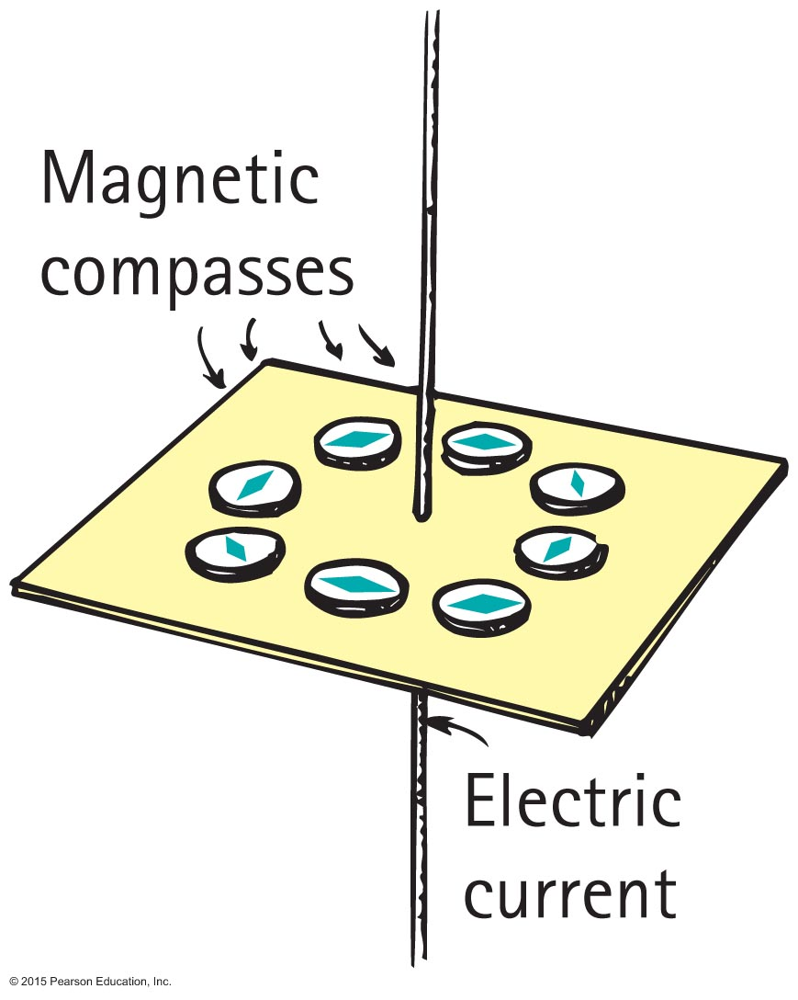 Magnetic
compasses
Electric
current
© 2015 Pearson Education, Inc.